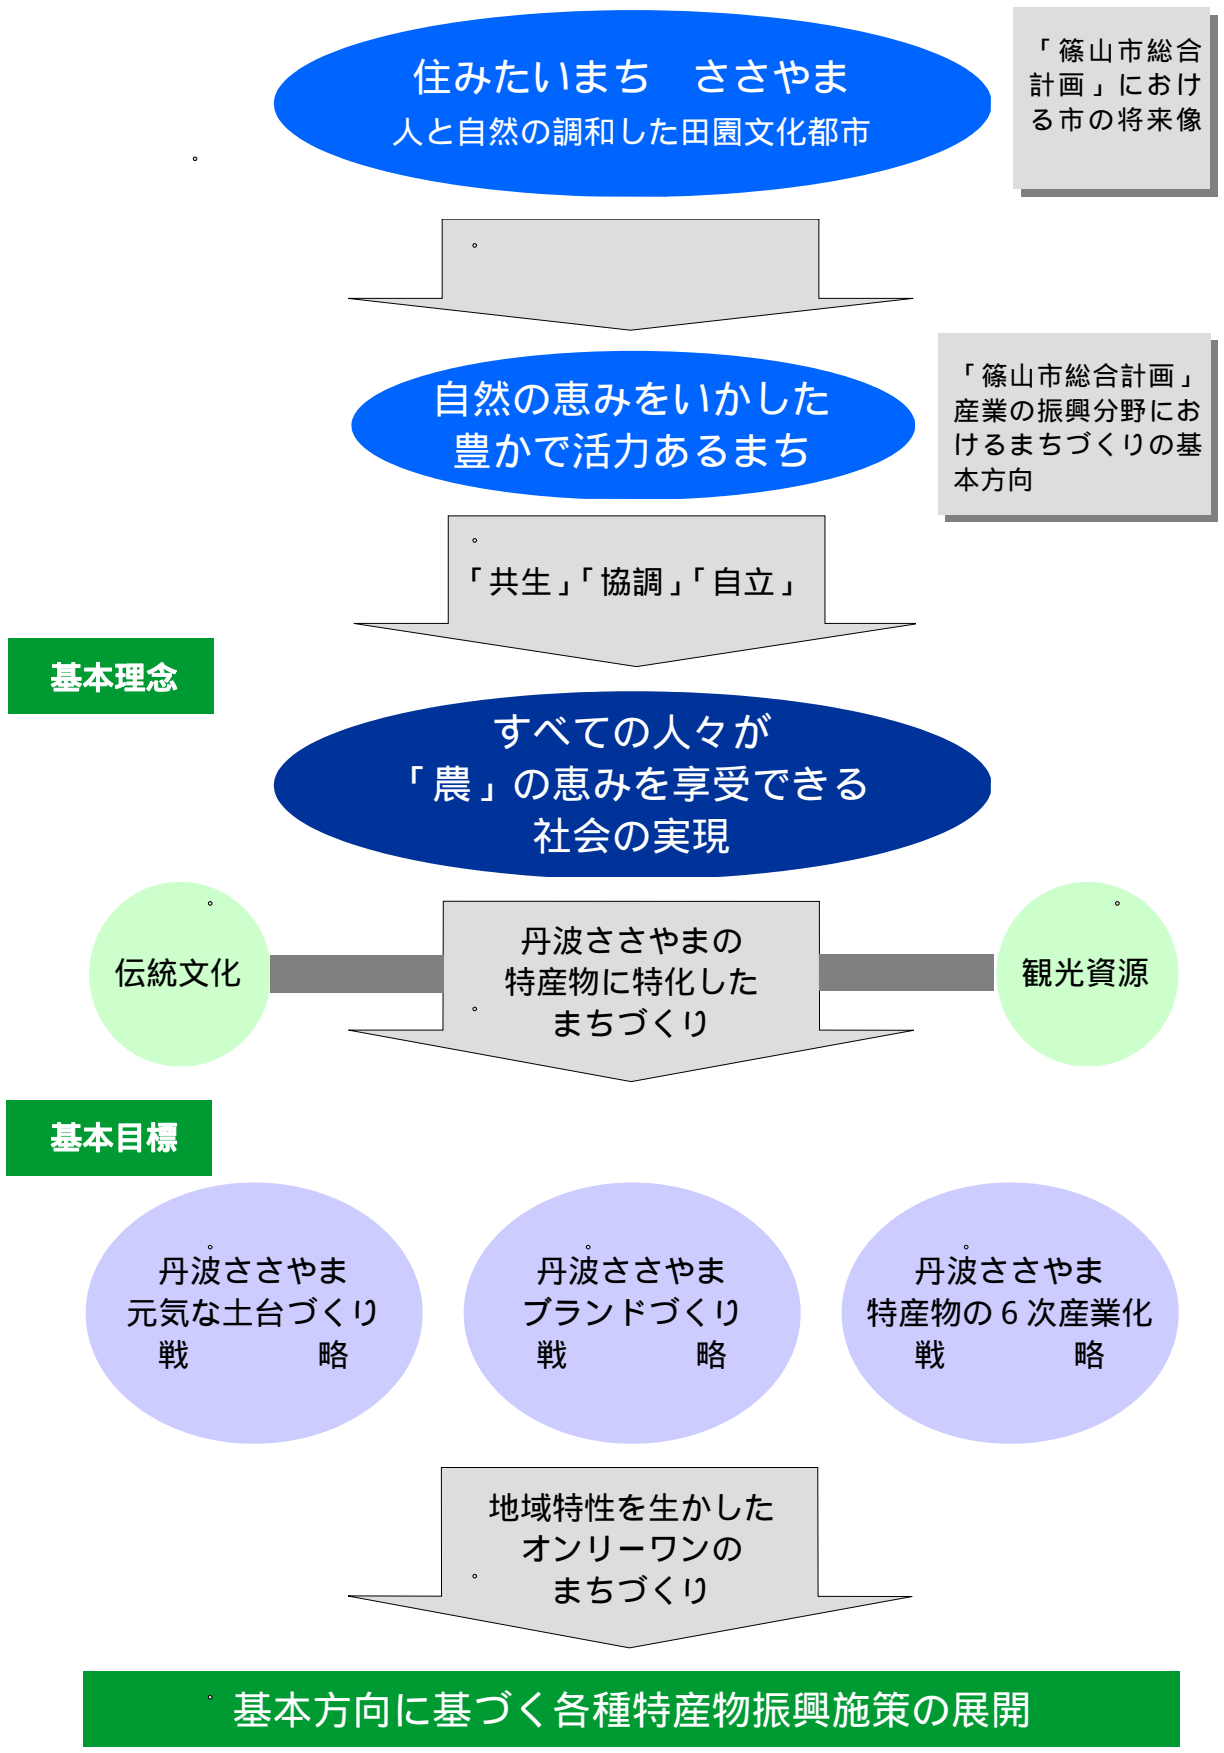 住みたいまち　ささやま
人と自然の調和した田園文化都市
「篠山市総合
計画」におけ
る市の将来像
自然の恵みをいかした
豊かで活力あるまち
「篠山市総合計画」
産業の振興分野にお
けるまちづくりの基
本方向
「共生」「協調」「自立」
基本理念
すべての人々が
「農」の恵みを享受できる
社会の実現
伝統文化
丹波ささやまの
特産物に特化した
まちづくり
観光資源
基本目標
丹波ささやま
元気な土台づくり
戦　　　　略
丹波ささやま
ブランドづくり
戦　　　　略
丹波ささやま
特産物の６次産業化
戦　　　　略
地域特性を生かした
オンリーワンの
まちづくり
基本方向に基づく各種特産物振興施策の展開